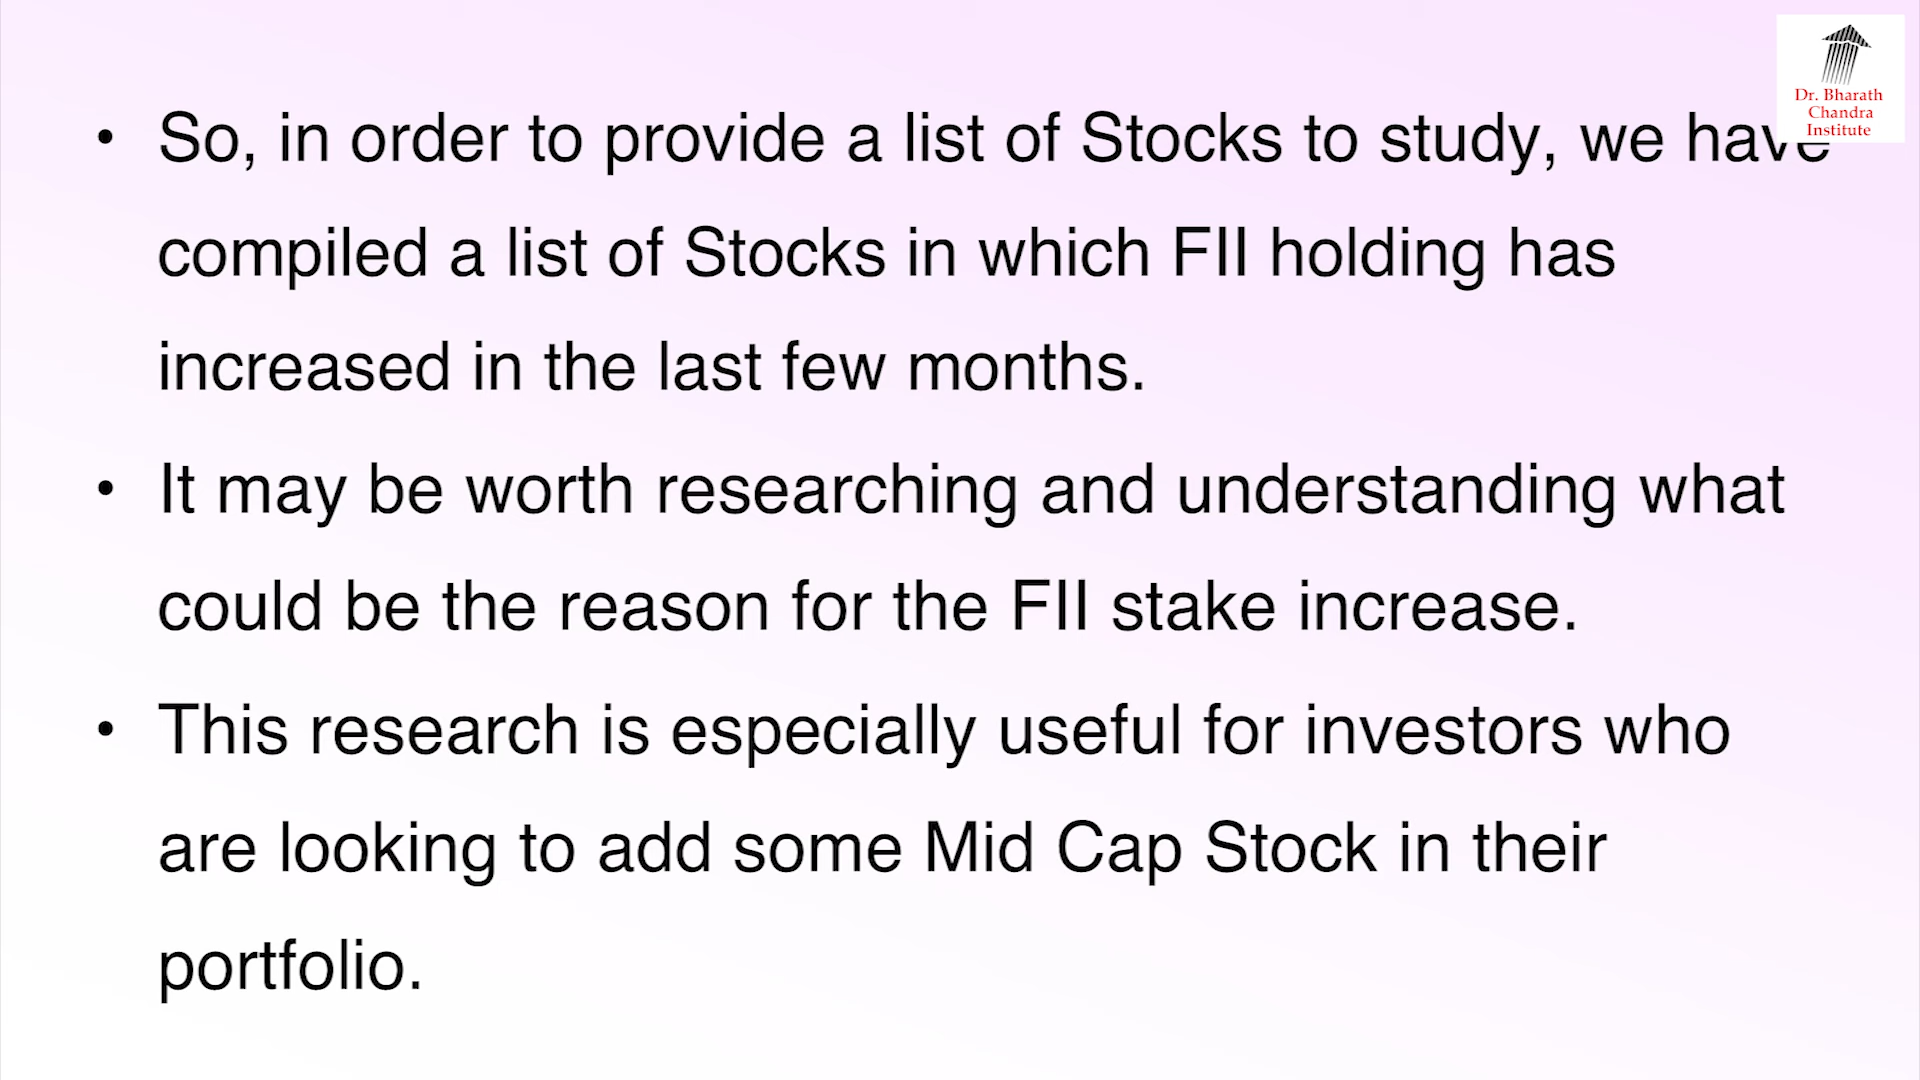 Dr. Bharath
Chandra
Institute
• So, in order to provide a list of Stocks to study, we have
compiled a list of Stocks in which FII holding has
increased in the last few months.
• It may be worth researching and understanding what
could be the reason for the FII stake increase.
• This research is especially useful for investors who
are looking to add some Mid Cap Stock in their
portfolio.